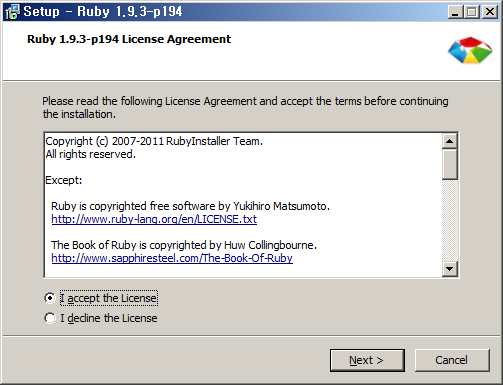 Setup - Ruby 1.9.3-p194
Ruby 1.9.3-p194 License Agreement
Please read the following License Agreement and accept the terms before continuing
the installation.
Copyright (c) 2007-2011 RubyInstaller Team.
All rights reserved.
Except:
Ruby is copyrighted free software by Yukihiro Matsumoto.
http://www.ruby-lang.org/en/LICENSE.txt
The Book of Ruby is copyrighted by Huw Collingbourne.
http://www.sapphiresteel.com/The-Book-Of-Ruby
I accept the License
I decline the License
Next >
Cancel